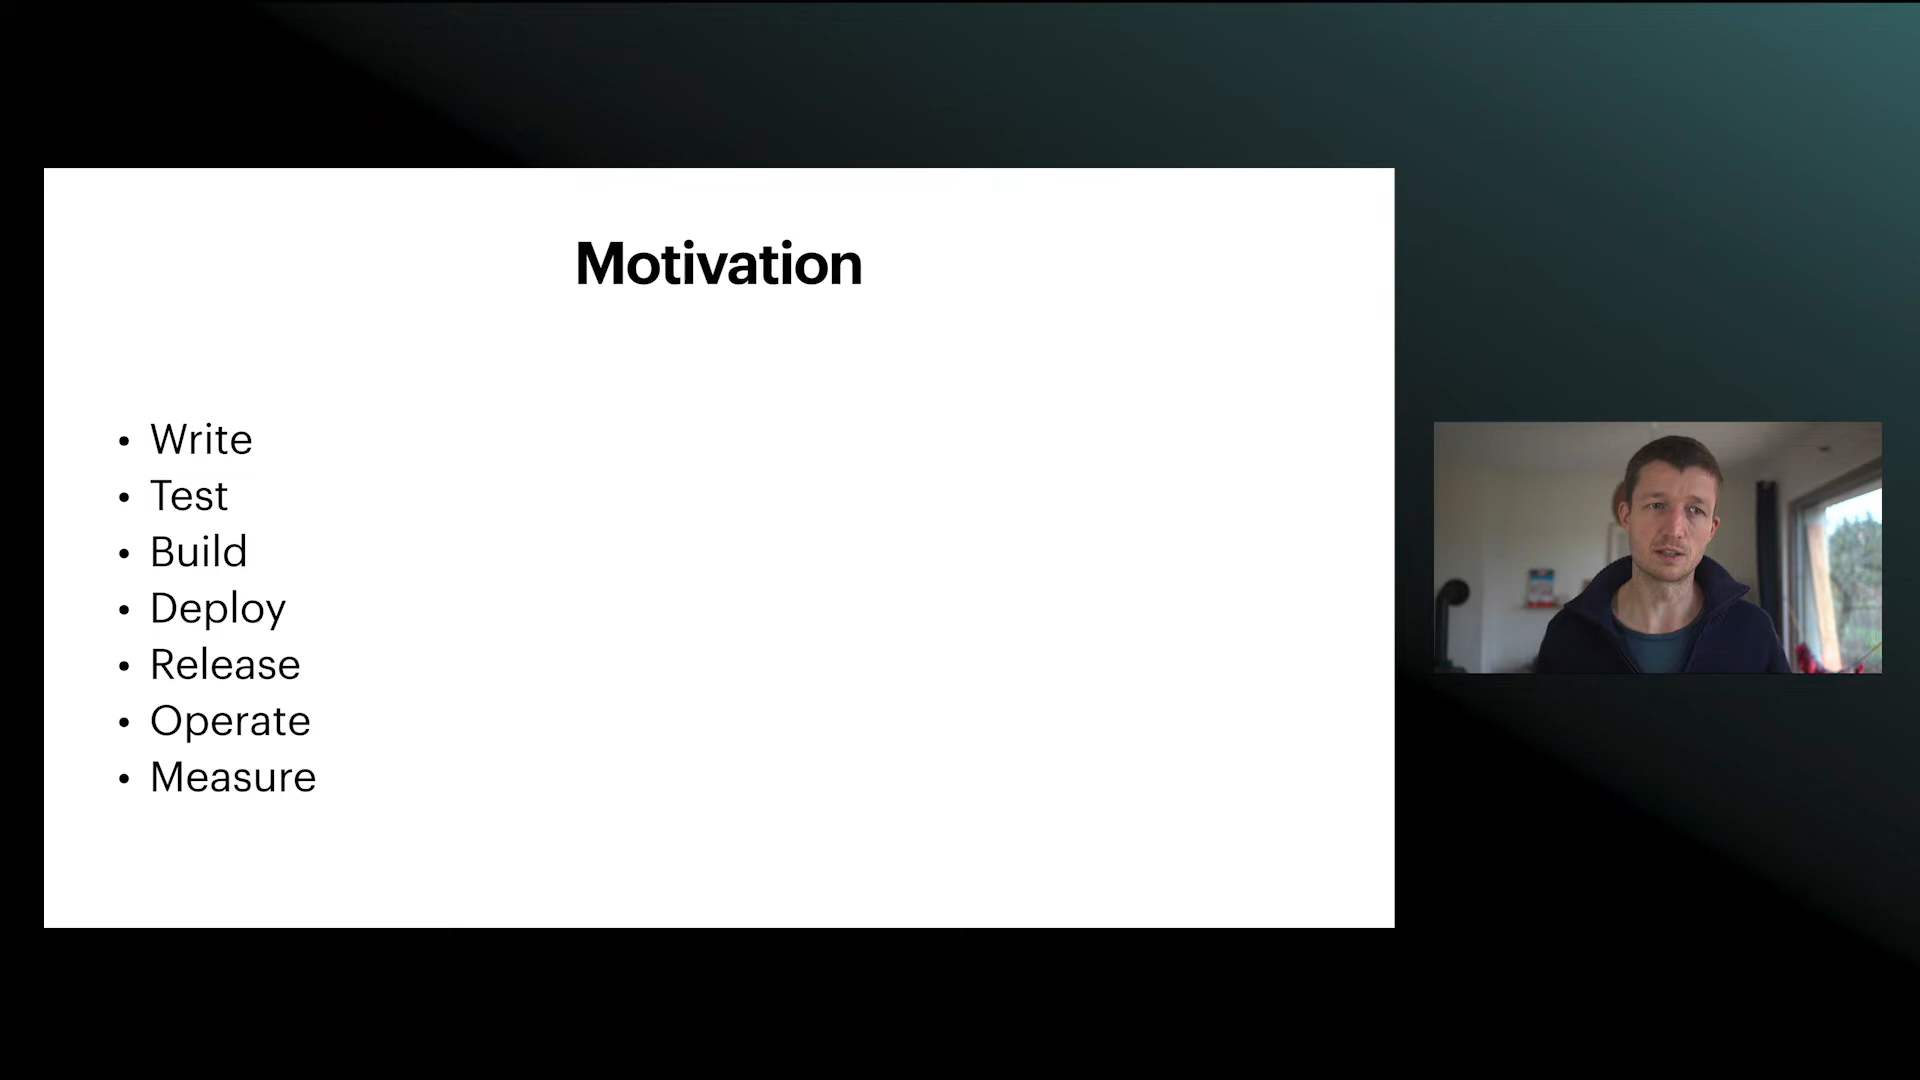 Motivation
• Write
• Test
• Build
• Deploy
• Release
• Operate
• Measure